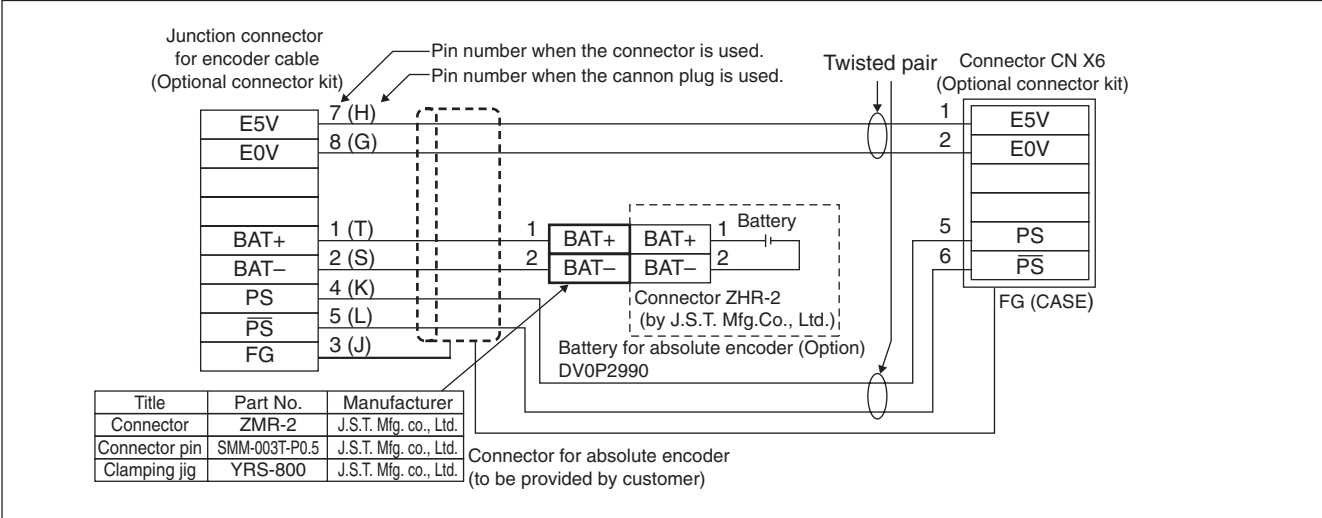 Junction connector
for encoder cable
(Optional connector kit)
Pin number when the connector is used.
Pin number when the cannon plug is used.
Twisted pair
Connector CN X6
(Optional connector kit)
E5V
7 (H)
1
E5V
E0V
8 (G)
2
E0V
BAT+
1 (T)
1
BAT+
BAT+
1
Battery
5
PS
BAT–
2 (S)
2
BAT–
BAT–
2
6
P̅S̅
PS
4 (K)
Connector ZHR-2
(by J.S.T. Mfg.Co., Ltd.)
FG (CASE)
P̅S̅
5 (L)
FG
3 (J)
Battery for absolute encoder (Option)
DV0P2990
Title Part No. Manufacturer
Connector ZMR-2 J.S.T. Mfg. co., Ltd.
Connector pin SMM-003T-P0.5 J.S.T. Mfg. co., Ltd.
Clamping jig YRS-800 J.S.T. Mfg. co., Ltd.
Connector for absolute encoder
(to be provided by customer)